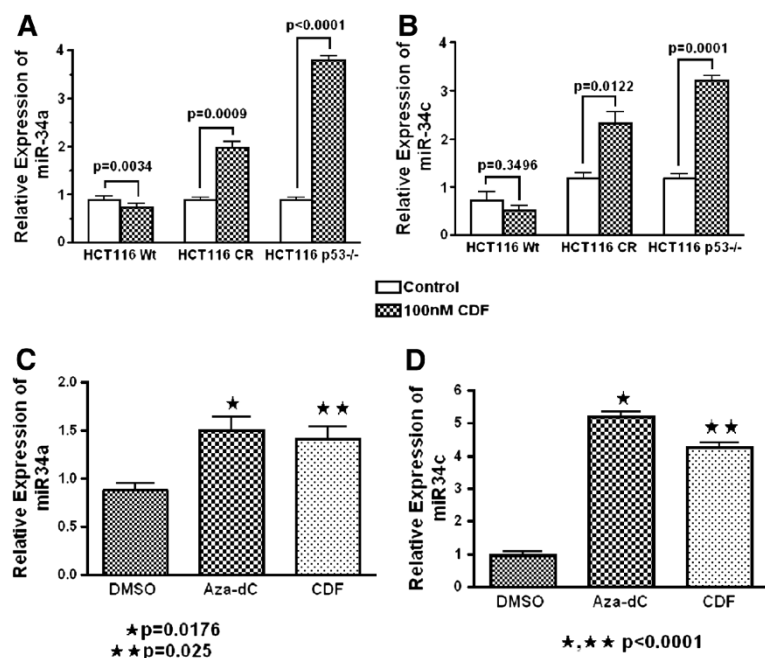 A
Relative Expression of
miR-34a
4
3
2
1
0
p=0.0034
p=0.0009
p<0.0001
HCT116 Wt
HCT116 CR
HCT116 p53-/-
B
Relative Expression of
miR-34c
4
3
2
1
0
p=0.3496
p=0.0122
p=0.0001
HCT116 Wt
HCT116 CR
HCT116 p53-/-
Control
100nM CDF
C
Relative Expression of
miR34a
2.0
1.5
1.0
0.5
0.0
★
★★
DMSO
Aza-dC
CDF
★p=0.0176
★★p=0.025
D
Relative Expression of
miR34c
6
5
4
3
2
1
0
★
★★
DMSO
Aza-dC
CDF
★,★★ p<0.0001